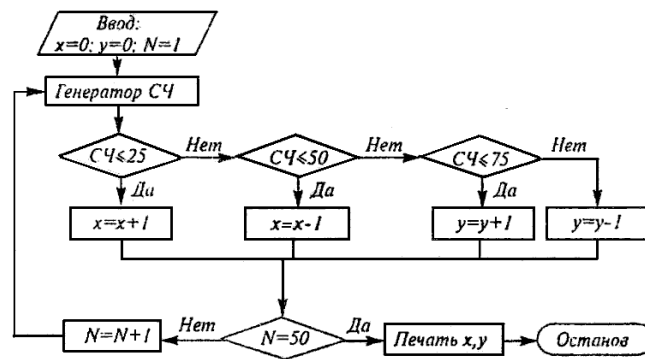 Ввод:
x=0; y=0; N=1
Генератор СЧ
СЧ≤25
Нет
СЧ≤50
Нет
СЧ≤75
Нет
Да
Да
Да
x=x+1
x=x-1
y=y+1
y=y-1
N=N+1
Нет
N=50
Да
Печать x,y
Останов